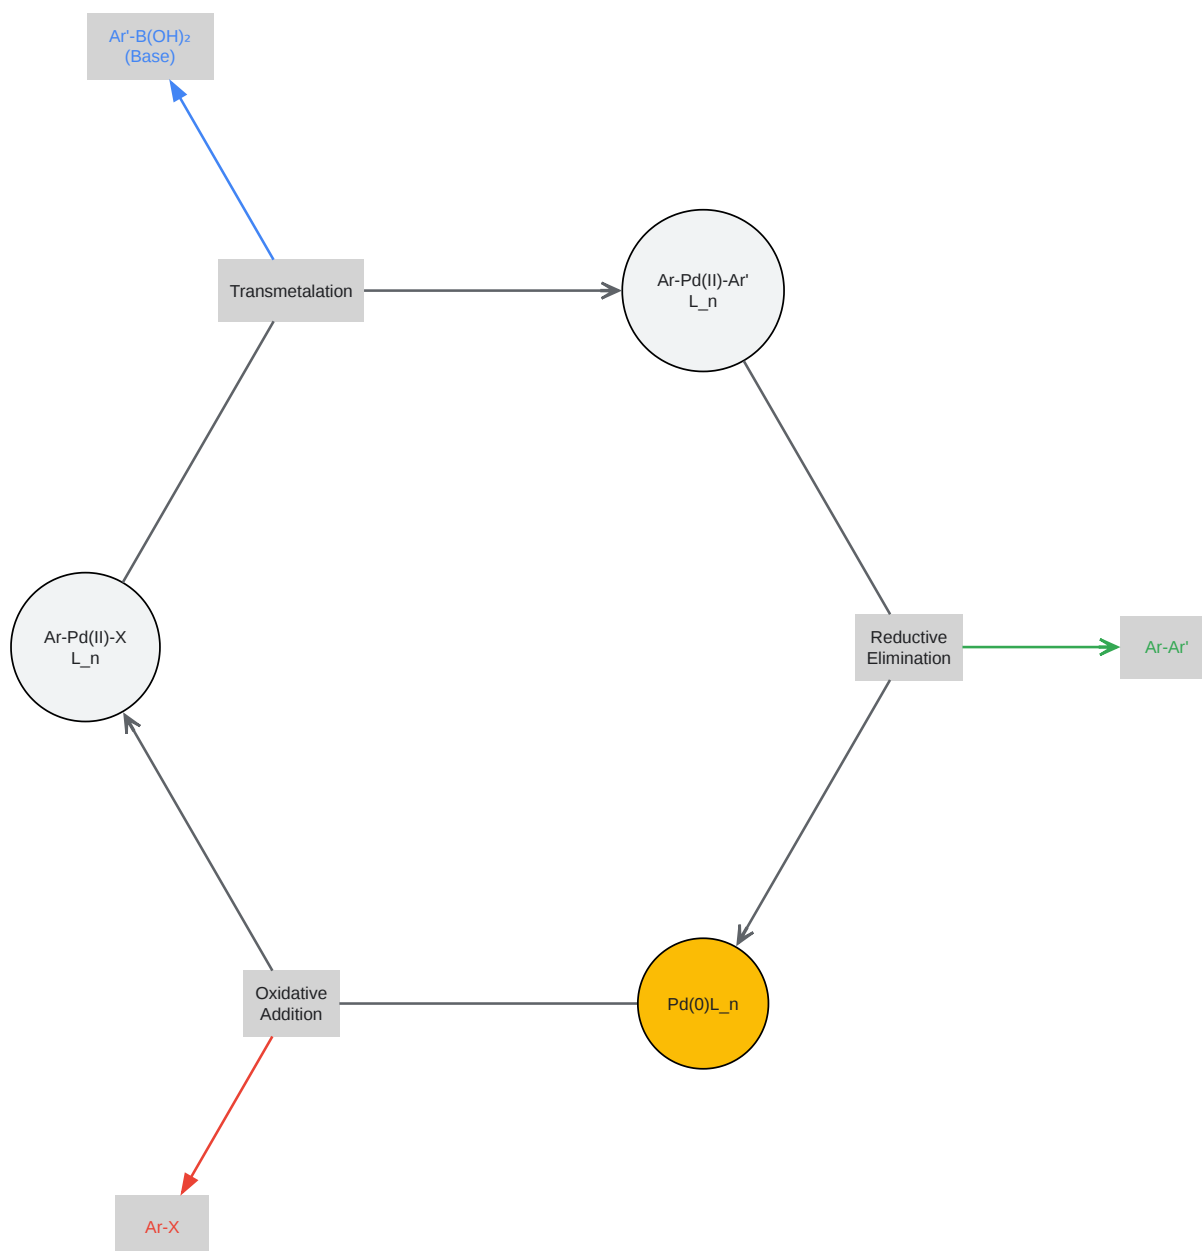 Ar'-B(OH)₂
(Base)
Transmetalation
Ar-Pd(II)-Ar'
L_n
Ar-Pd(II)-X
L_n
Reductive
Elimination
Ar-Ar'
Oxidative
Addition
Pd(0)L_n
Ar-X